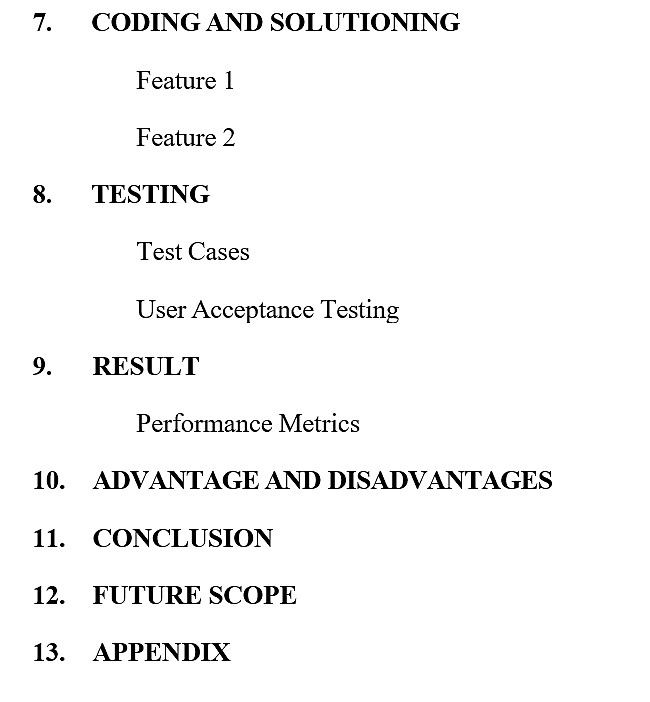 7. CODING AND SOLUTIONING
Feature 1
Feature 2
8. TESTING
Test Cases
User Acceptance Testing
9. RESULT
Performance Metrics
10. ADVANTAGE AND DISADVANTAGES
11. CONCLUSION
12. FUTURE SCOPE
13. APPENDIX